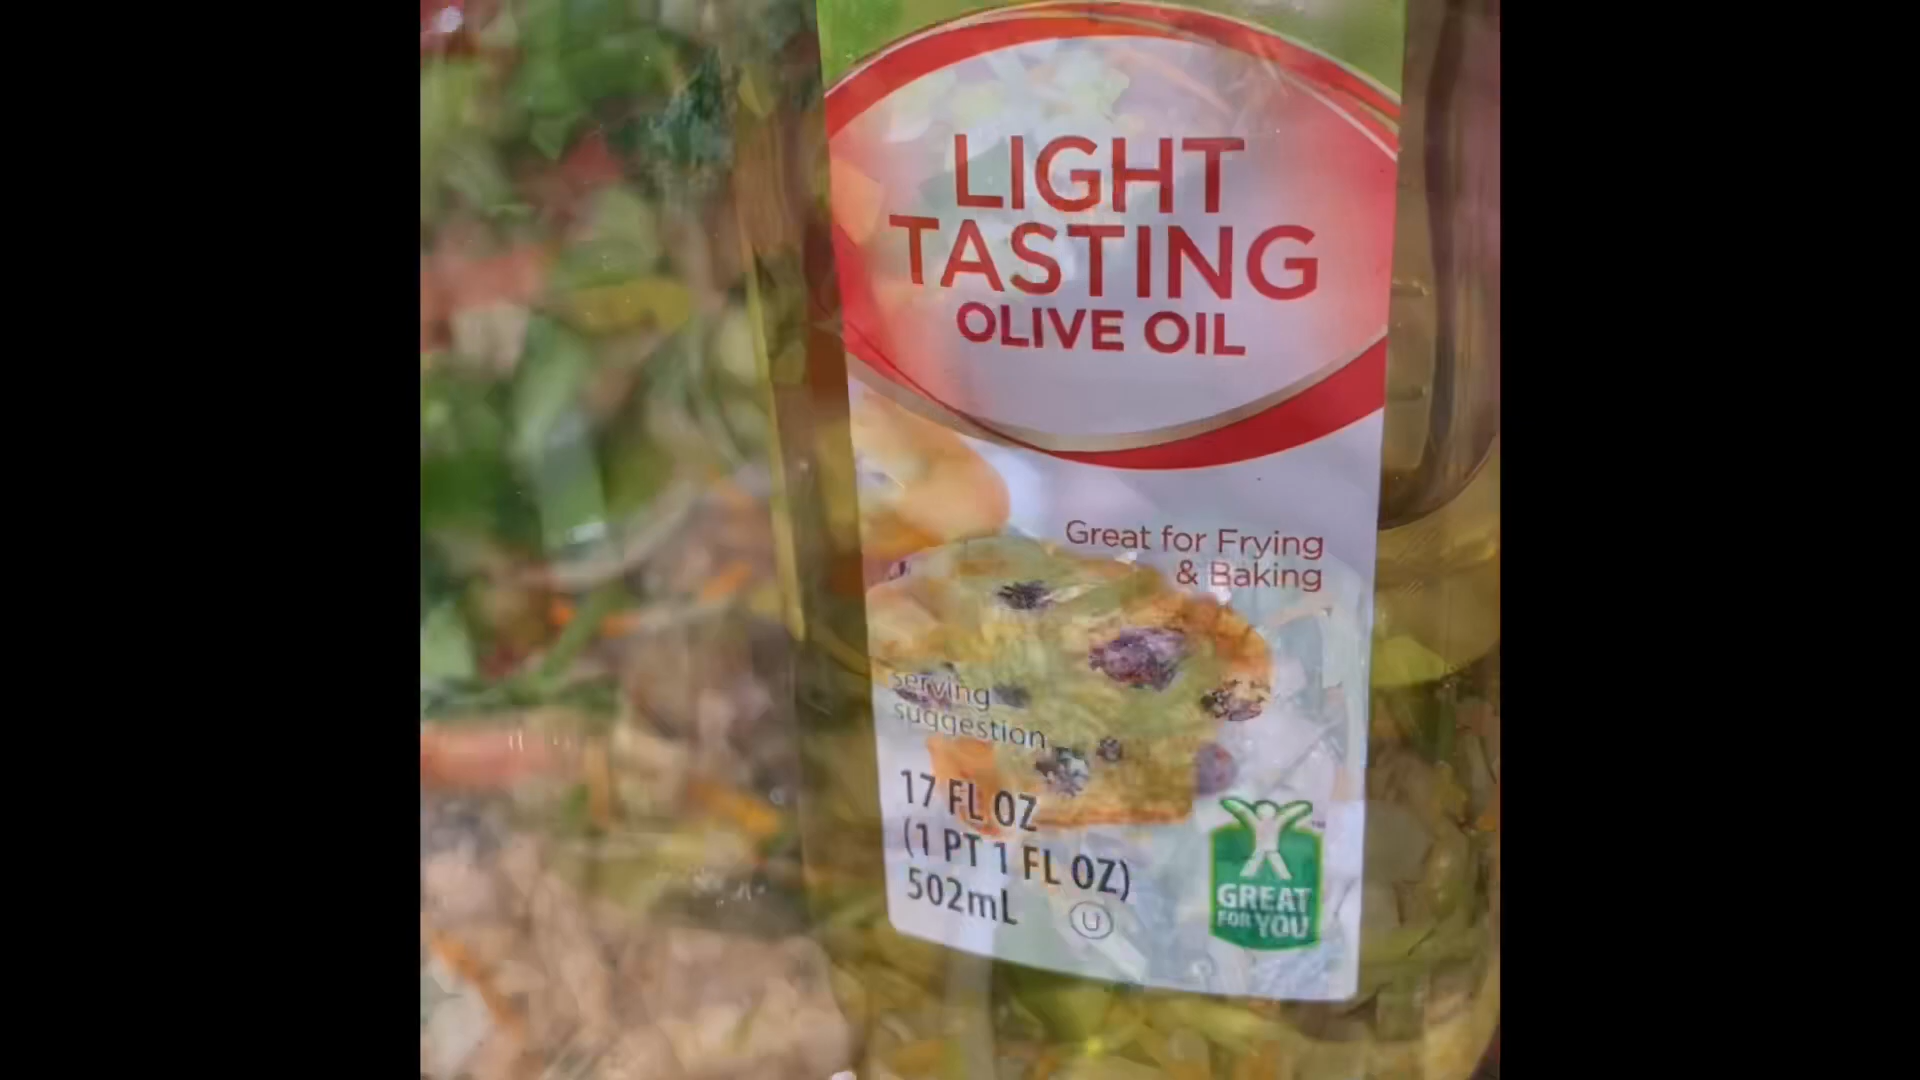 LIGHT
TASTING
OLIVE OIL
Great for Frying
& Baking
serving
suggestion
17 FL OZ
(1 PT 1 FL OZ)
502mL
U
GREAT
FOR YOU
™